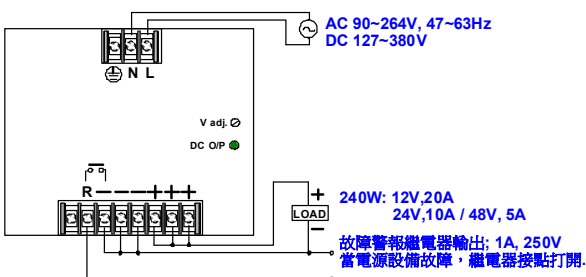 AC 90~264V, 47~63Hz
DC 127~380V
N L
V adj.
DC O/P
R − − − + + +
+
LOAD
−
240W: 12V,20A
24V,10A / 48V, 5A
故障警報繼電器輸出; 1A, 250V
當電源設備故障，繼電器接點打開.